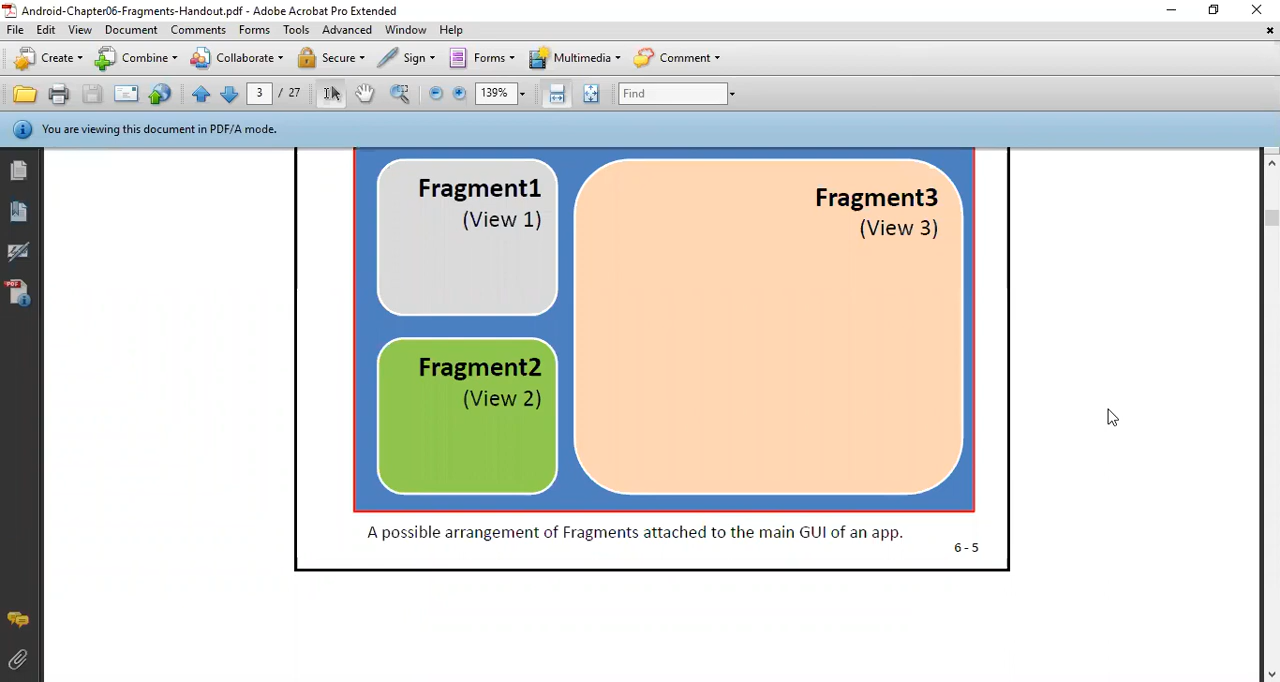 Android-Chapter06-Fragments-Handout.pdf - Adobe Acrobat Pro Extended
File Edit View Document Comments Forms Tools Advanced Window Help
Create Combine Collaborate Secure Sign Forms Multimedia Comment
3 / 27 139% Find
You are viewing this document in PDF/A mode.
Fragment1
(View 1)
Fragment3
(View 3)
Fragment2
(View 2)
A possible arrangement of Fragments attached to the main GUI of an app.
6 - 5